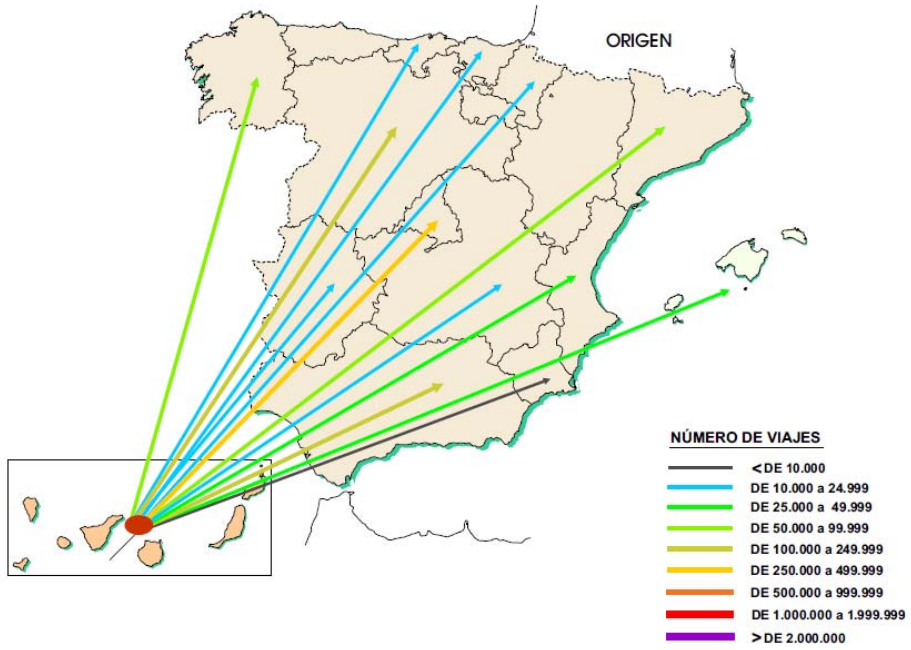 ORIGEN
NÚMERO DE VIAJES
< DE 10.000
DE 10.000 a 24.999
DE 25.000 a 49.999
DE 50.000 a 99.999
DE 100.000 a 249.999
DE 250.000 a 499.999
DE 500.000 a 999.999
DE 1.000.000 a 1.999.999
> DE 2.000.000